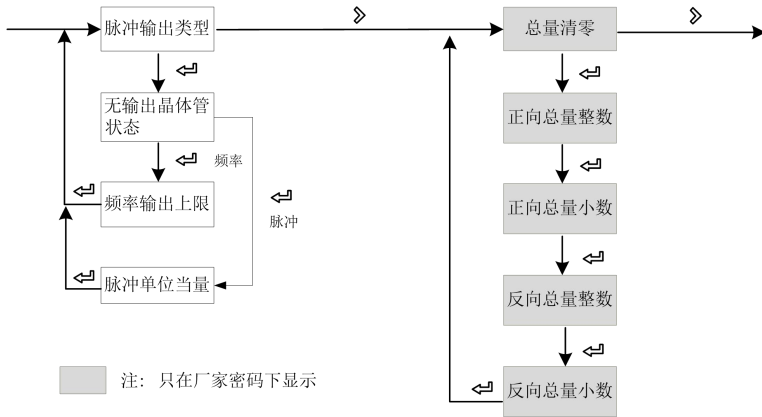 脉冲输出类型
总量清零
无输出晶体管
状态
正向总量整数
频率
频率输出上限
脉冲
正向总量小数
脉冲单位当量
反向总量整数
注：只在厂家密码下显示
反向总量小数